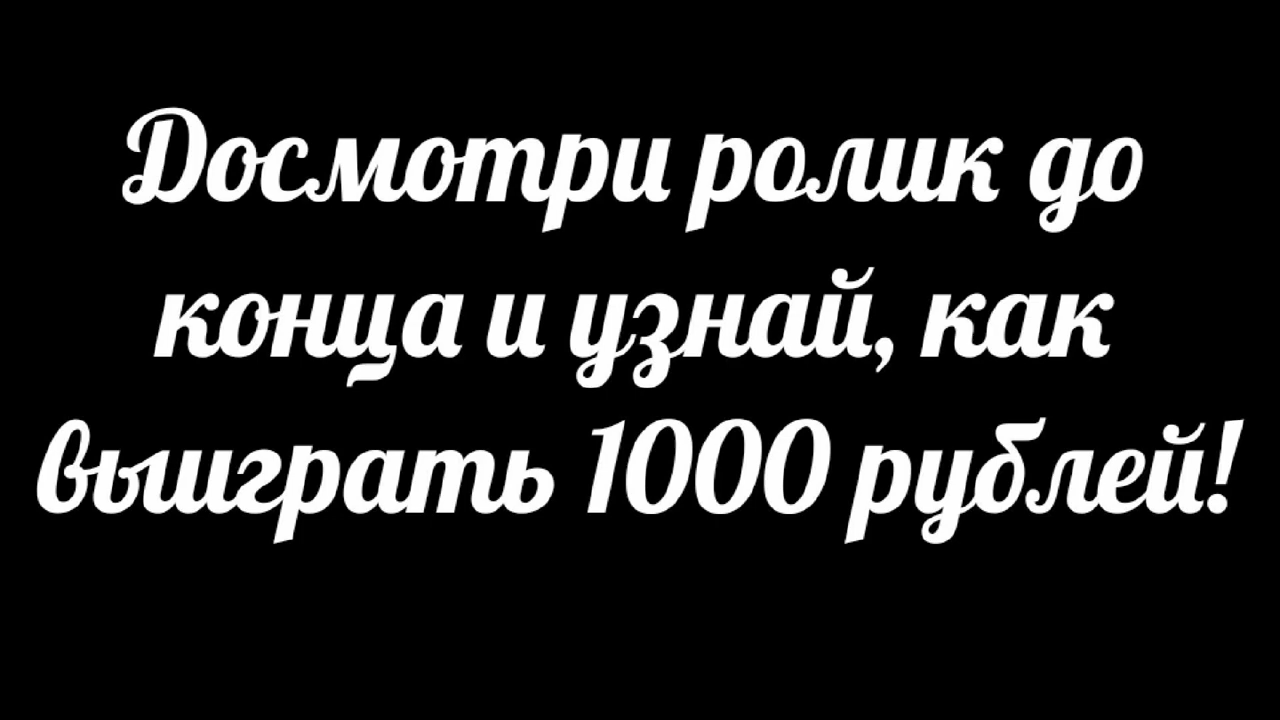 Досмотри ролик до
конца и узнай, как
выиграть 1000 рублей!